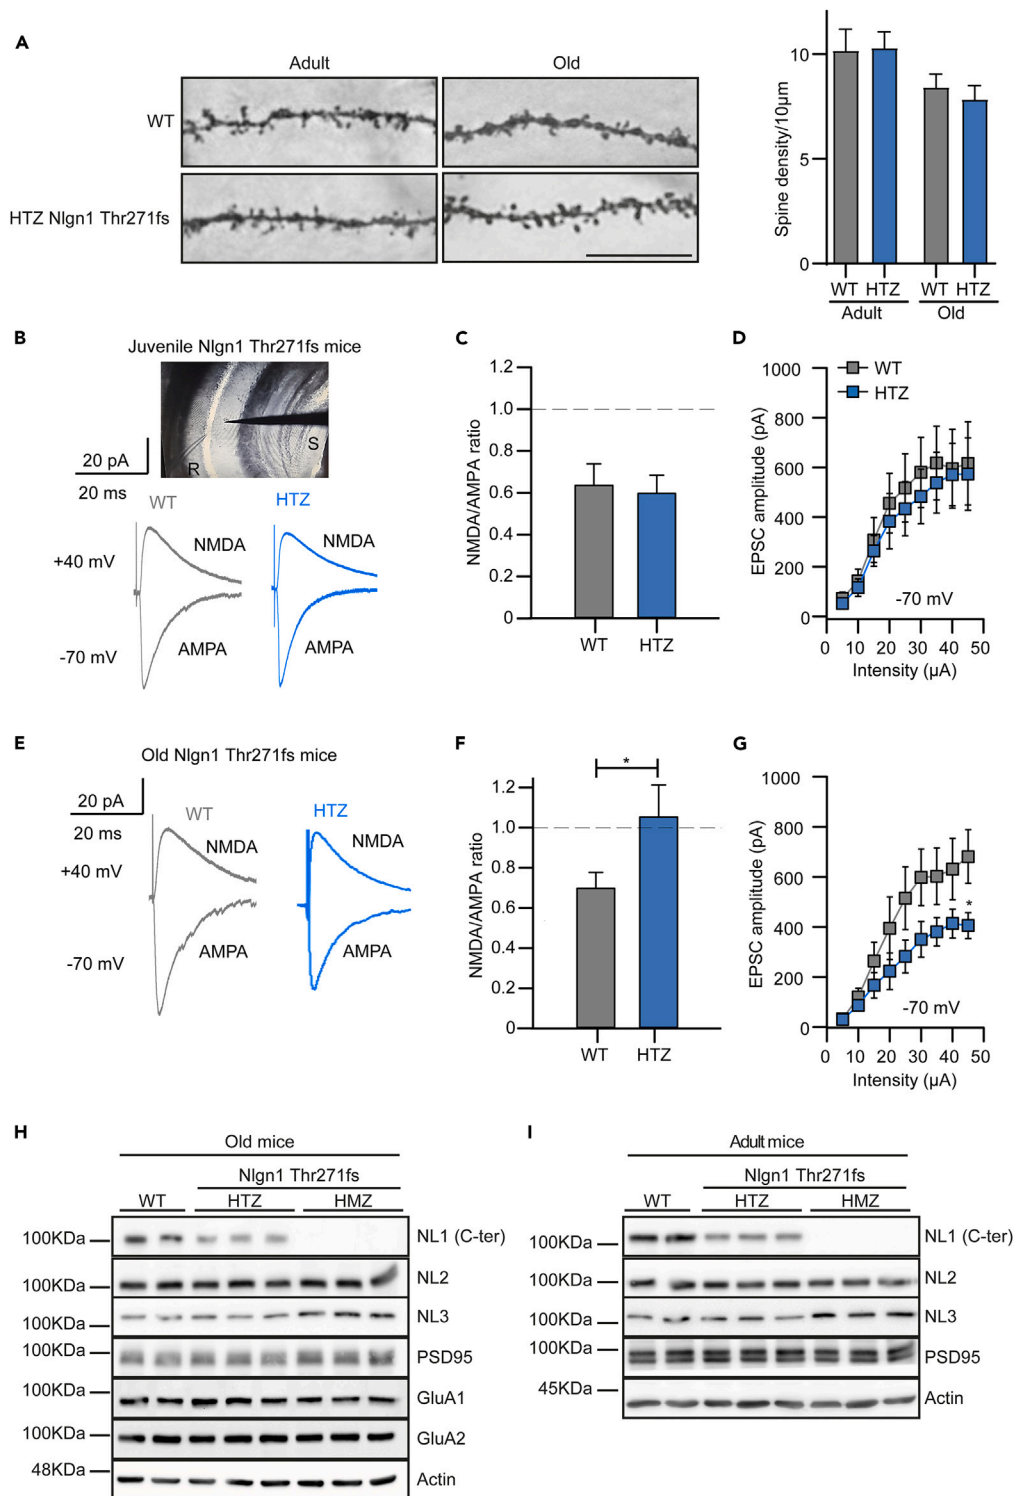 A
Adult Old
WT
HTZ Nlgn1 Thr271fs
Spine density/10µm
10
5
0
WT HTZ WT HTZ
Adult Old
B
Juvenile Nlgn1 Thr271fs mice
R
S
20 pA
20 ms
WT HTZ
+40 mV
NMDA NMDA
-70 mV
AMPA AMPA
C
NMDA/AMPA ratio
1.2
1.0
0.8
0.6
0.4
0.2
0
WT HTZ
D
WT
HTZ
EPSC amplitude (pA)
1000
800
600
400
200
0
-70 mV
0 10 20 30 40 50
Intensity (µA)
E
Old Nlgn1 Thr271fs mice
20 pA
20 ms
WT HTZ
+40 mV
NMDA NMDA
-70 mV
AMPA AMPA
F
*
NMDA/AMPA ratio
1.2
1.0
0.8
0.6
0.4
0.2
0
WT HTZ
G
EPSC amplitude (pA)
1000
800
600
400
200
0
*
-70 mV
0 10 20 30 40 50
Intensity (µA)
H
Old mice
Nlgn1 Thr271fs
WT HTZ HMZ
100KDa NL1 (C-ter)
100KDa NL2
100KDa NL3
100KDa PSD95
100KDa GluA1
100KDa GluA2
48KDa Actin
I
Adult mice
Nlgn1 Thr271fs
WT HTZ HMZ
100KDa NL1 (C-ter)
100KDa NL2
100KDa NL3
100KDa PSD95
45KDa Actin